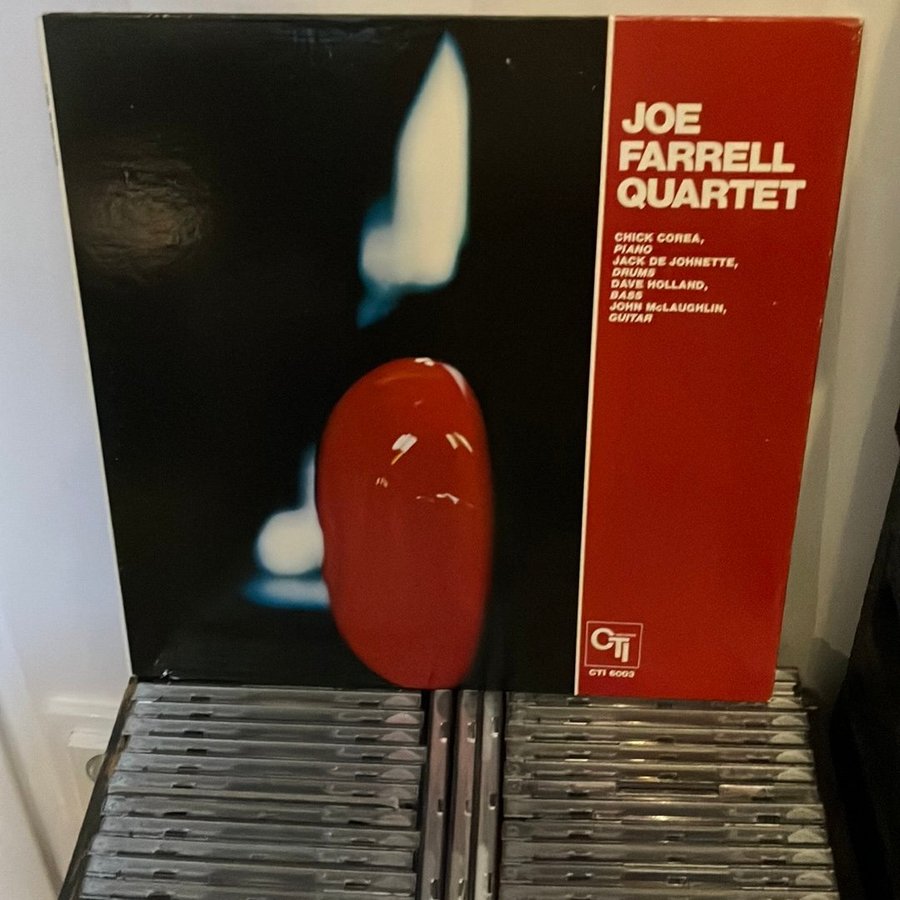 JOE
FARRELL
QUARTET
CHICK COREA,
PIANO
JACK DE JOHNETTE,
DRUMS
DAVE HOLLAND,
BASS
JOHN McLAUGHLIN,
GUITAR
CTI
CTI 6003